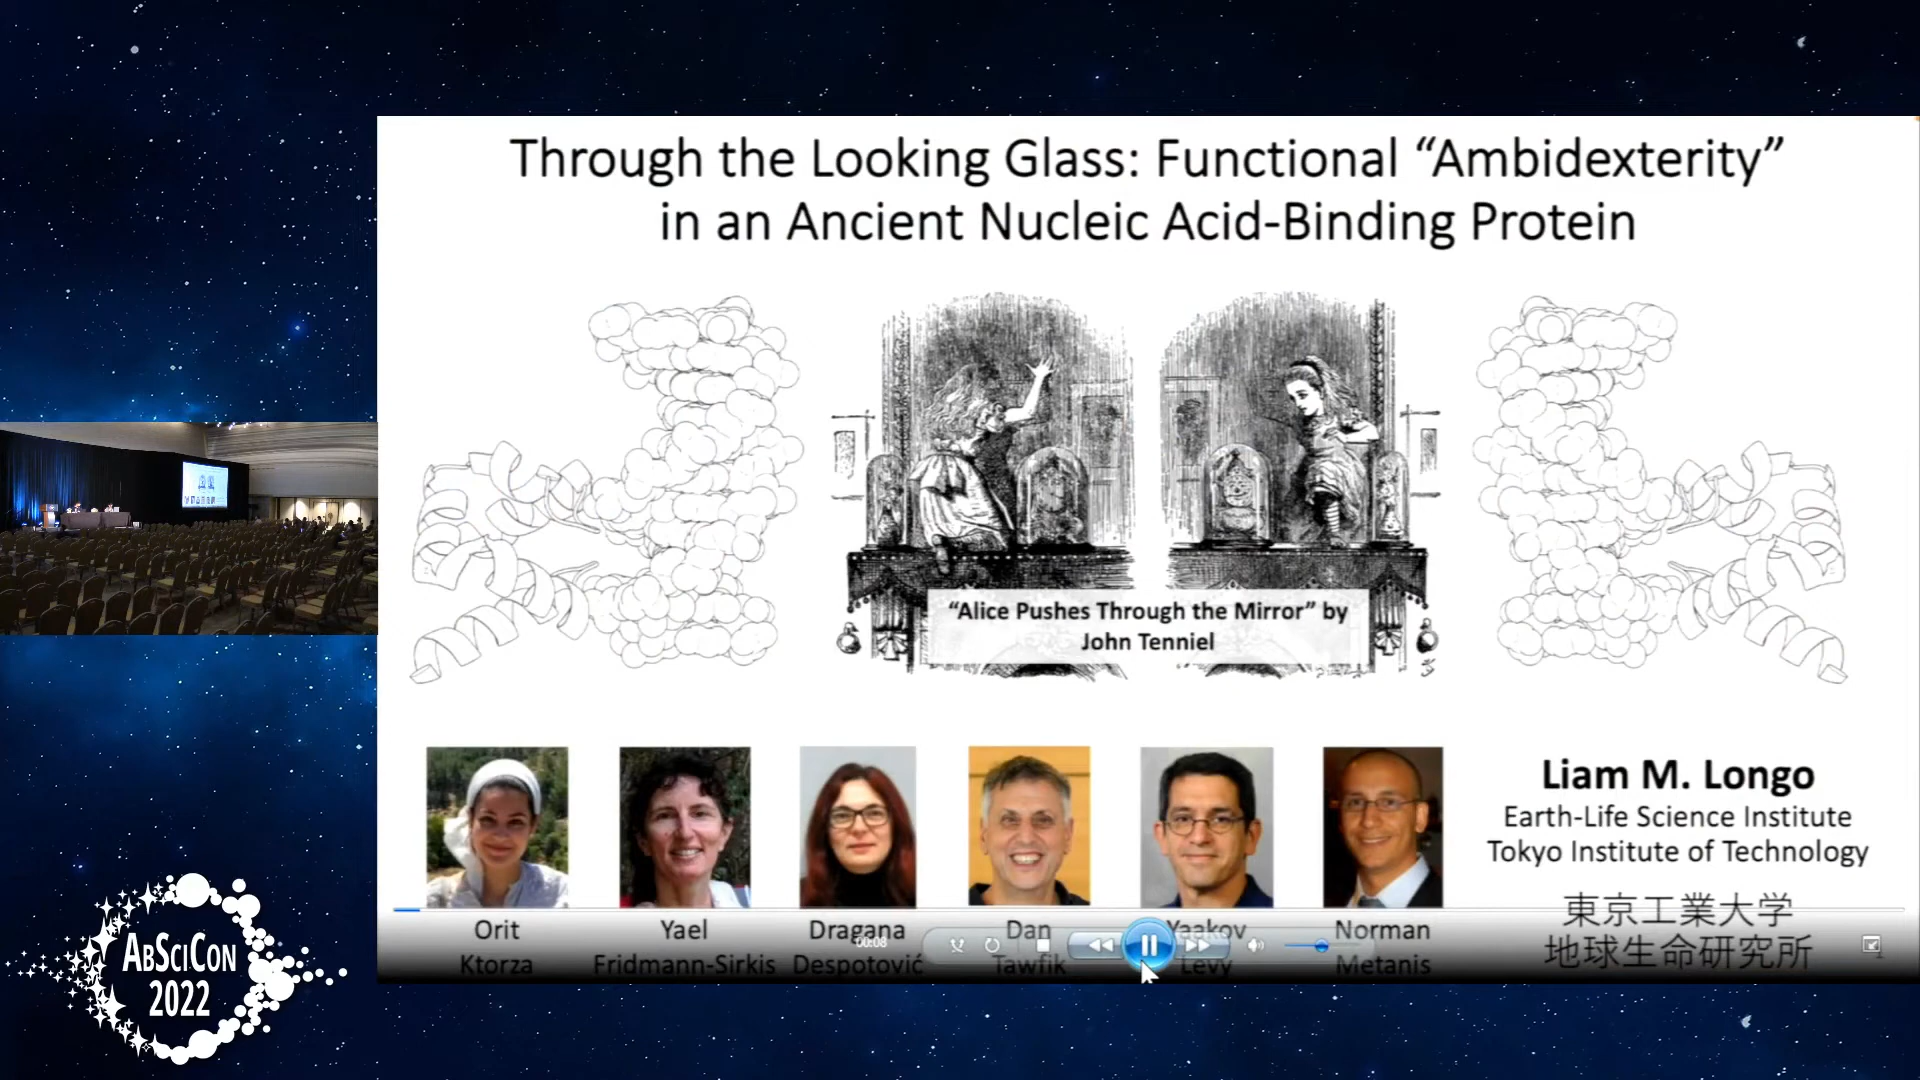 Through the Looking Glass: Functional “Ambidexterity”
in an Ancient Nucleic Acid-Binding Protein
“Alice Pushes Through the Mirror” by
John Tenniel
Liam M. Longo
Earth-Life Science Institute
Tokyo Institute of Technology
東京工業大学
地球生命研究所
Orit
Ktorza
Yael
Fridmann-Sirkis
Dragana
Despotović
Dan
Tawfik
Yaakov
Levy
Norman
Metanis
00:08
AbSciCon
2022